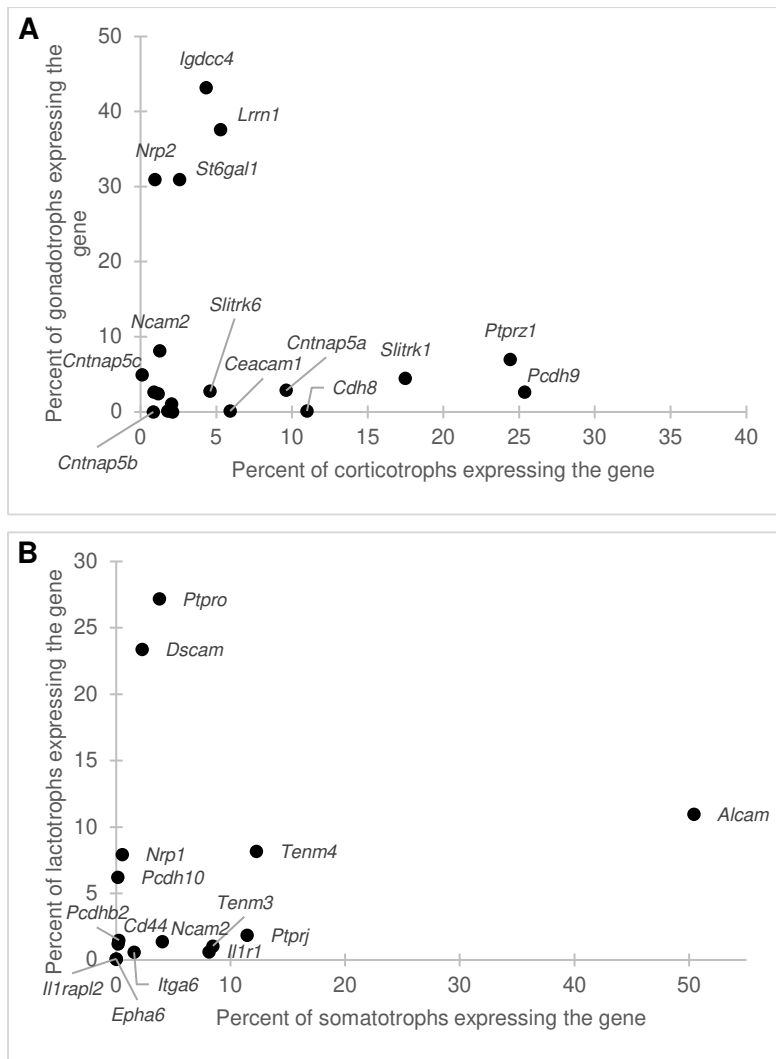 A
Percent of gonadotrophs expressing the
gene
50
40
30
20
10
0
Igdcc4
Lrrn1
Nrp2
St6gal1
Ncam2
Slitrk6
Cntnap5a
Slitrk1
Ptprz1
Cntnap5c
Ceacam1
Cdh8
Pcdh9
Cntnap5b
0 5 10 15 20 25 30 35 40
Percent of corticotrophs expressing the gene
B
Percent of lactotrophs expressing the gene
30
25
20
15
10
5
0
Ptpro
Dscam
Alcam
Nrp1
Tenm4
Pcdh10
Tenm3
Pcdhb2
Cd44
Ncam2
Ptprj
Il1r1
Il1rapl2
Itga6
Epha6
0 10 20 30 40 50
Percent of somatotrophs expressing the gene